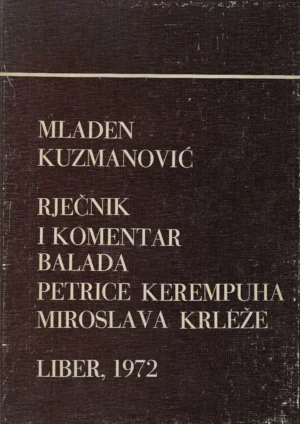 MLADEN
KUZMANOVIĆ
RJEČNIK
I KOMENTAR
BALADA
PETRICE KEREMPUHA
MIROSLAVA KRLEŽE
LIBER, 1972